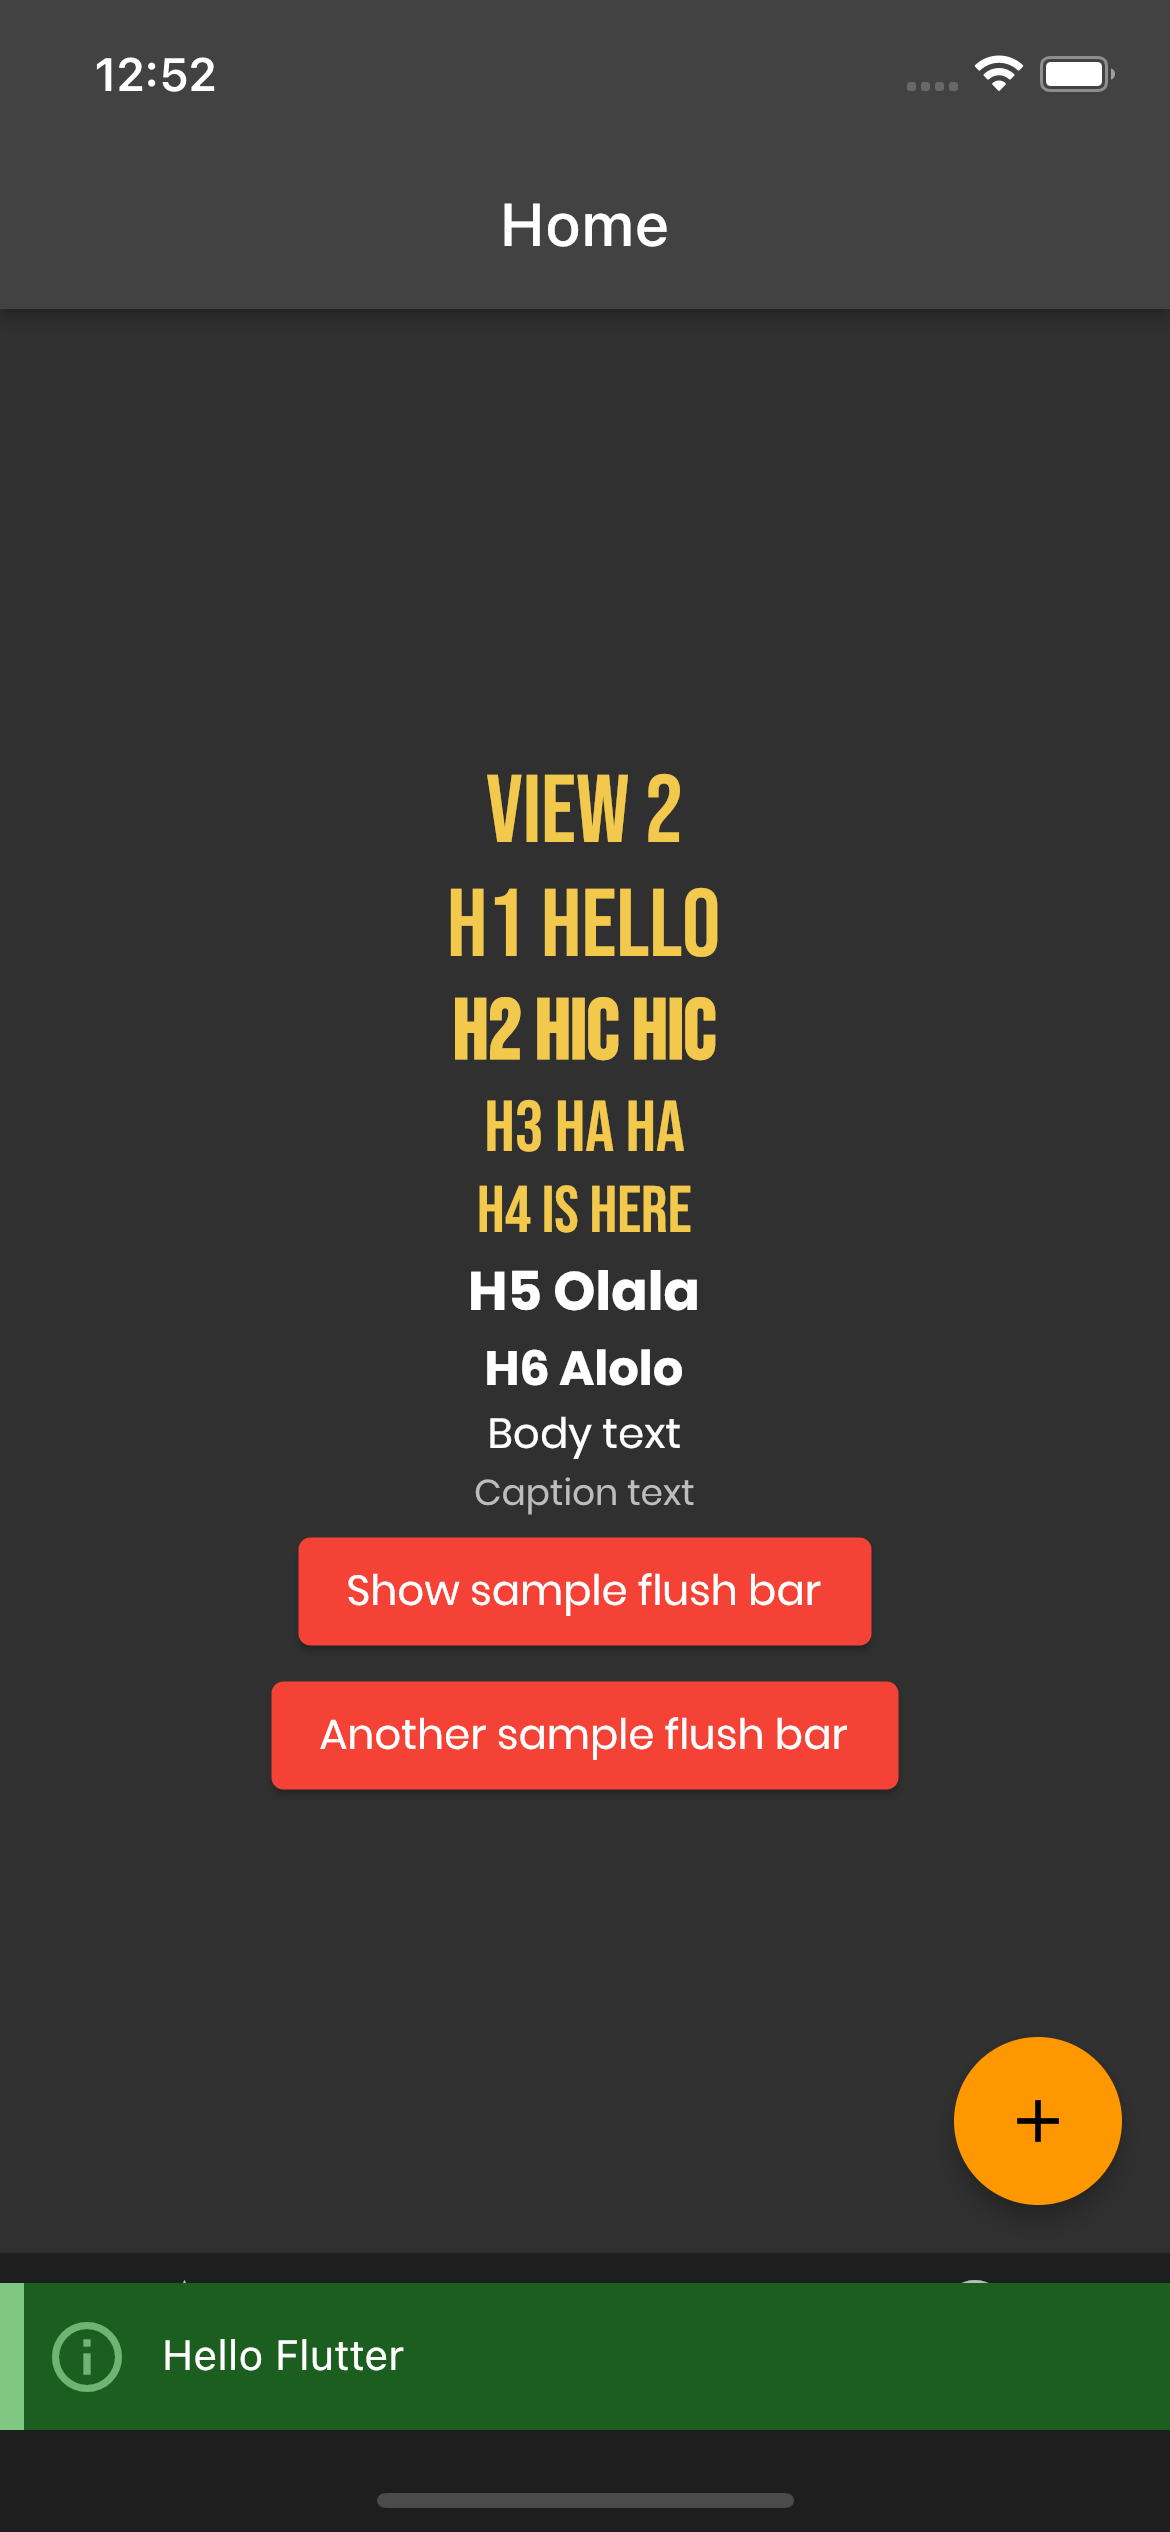 12:52
Home
VIEW 2
H1 HELLO
H2 HIC HIC
H3 HA HA
H4 IS HERE
H5 Olala
H6 Alolo
Body text
Caption text
Show sample flush bar
Another sample flush bar
Hello Flutter